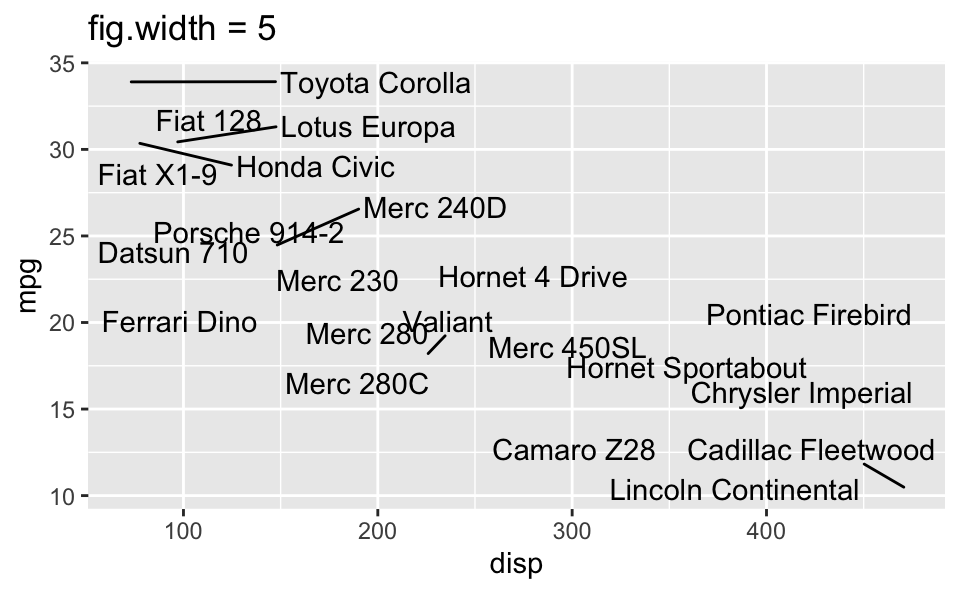 fig.width = 5
35
Toyota Corolla
Fiat 128
Lotus Europa
30
Honda Civic
Fiat X1-9
Merc 240D
25
Porsche 914-2
Datsun 710
Merc 230
Hornet 4 Drive
mpg
20
Ferrari Dino
Valiant
Pontiac Firebird
Merc 280
Merc 450SL
Hornet Sportabout
Merc 280C
Chrysler Imperial
15
Camaro Z28
Cadillac Fleetwood
Lincoln Continental
10
100 200 300 400
disp